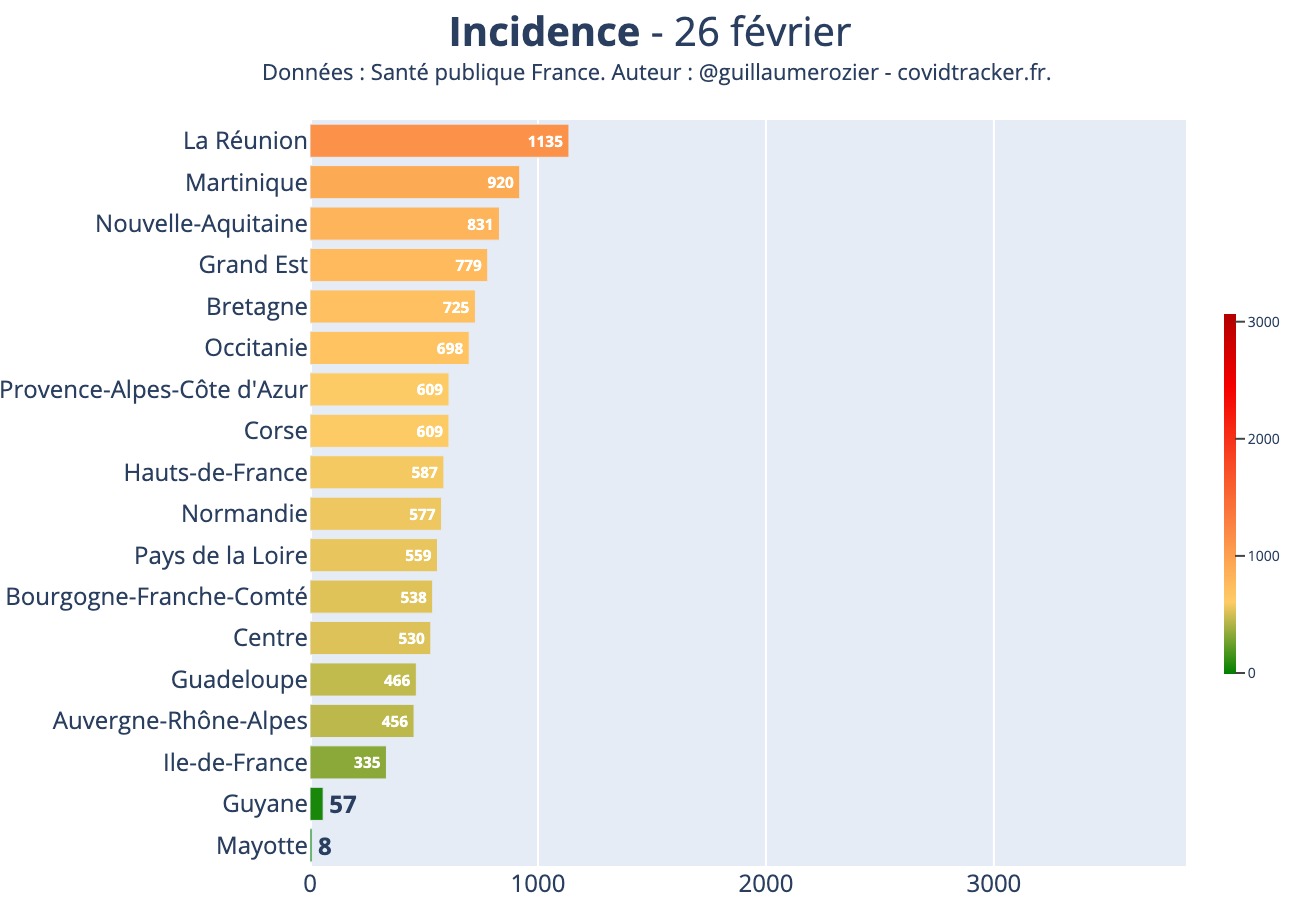 Incidence - 26 février
Données : Santé publique France. Auteur : @guillaumerozier - covidtracker.fr.
La Réunion 1135
Martinique 920
Nouvelle-Aquitaine 831
Grand Est 779
Bretagne 725
Occitanie 698
Provence-Alpes-Côte d'Azur 609
Corse 609
Hauts-de-France 587
Normandie 577
Pays de la Loire 559
Bourgogne-Franche-Comté 538
Centre 530
Guadeloupe 466
Auvergne-Rhône-Alpes 456
Ile-de-France 335
Guyane 57
Mayotte 8
0 1000 2000 3000
3000
2000
1000
0